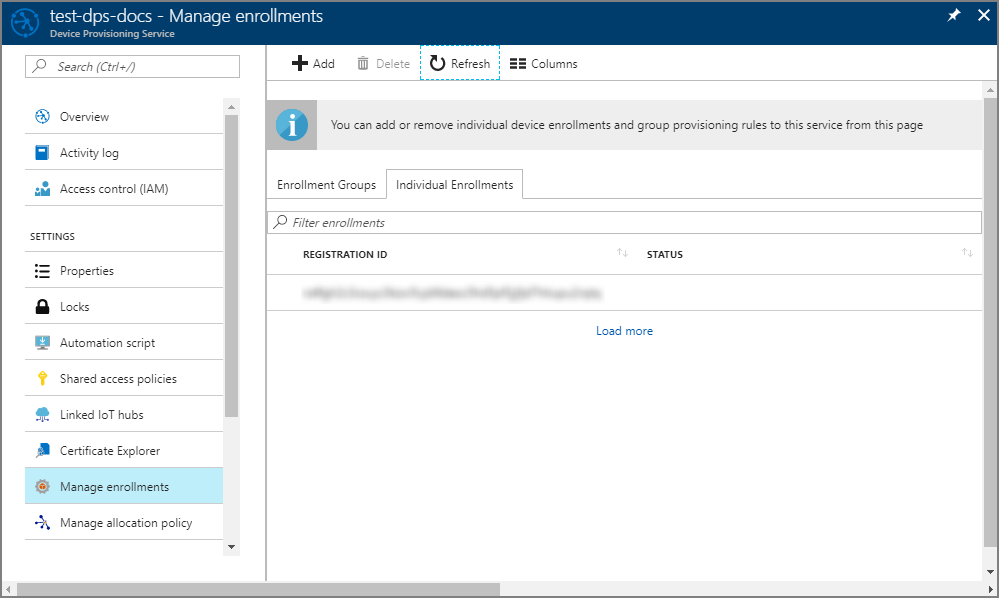 test-dps-docs - Manage enrollments
Device Provisioning Service
Search (Ctrl+/)
Overview
Activity log
Access control (IAM)
SETTINGS
Properties
Locks
Automation script
Shared access policies
Linked IoT hubs
Certificate Explorer
Manage enrollments
Manage allocation policy
Add Delete Refresh Columns
You can add or remove individual device enrollments and group provisioning rules to this service from this page
Enrollment Groups Individual Enrollments
Filter enrollments
REGISTRATION ID STATUS
Load more